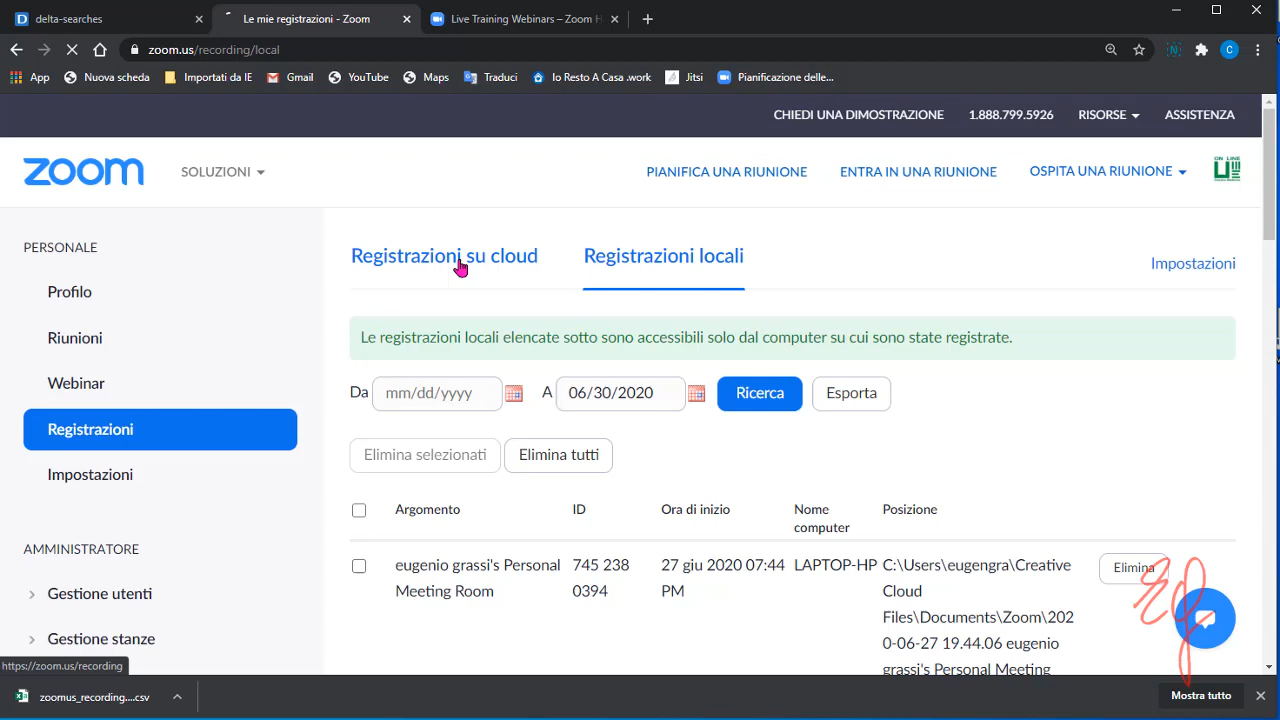 delta-searches
Le mie registrazioni - Zoom
Live Training Webinars – Zoom H
zoom.us/recording/local
App
Nuova scheda
Importati da IE
Gmail
YouTube
Maps
Traduci
Io Resto A Casa .work
Jitsi
Pianificazione delle...
CHIEDI UNA DIMOSTRAZIONE
1.888.799.5926
RISORSE
ASSISTENZA
zoom
SOLUZIONI
PIANIFICA UNA RIUNIONE
ENTRA IN UNA RIUNIONE
OSPITA UNA RIUNIONE
ON LINE
PERSONALE
Profilo
Riunioni
Webinar
Registrazioni
Impostazioni
AMMINISTRATORE
Gestione utenti
Gestione stanze
Registrazioni su cloud
Registrazioni locali
Impostazioni
Le registrazioni locali elencate sotto sono accessibili solo dal computer su cui sono state registrate.
Da mm/dd/yyyy A 06/30/2020 Ricerca Esporta
Elimina selezionati Elimina tutti
Argomento ID Ora di inizio Nome computer Posizione
eugenio grassi's Personal
Meeting Room
745 238
0394
27 giu 2020 07:44
PM
LAPTOP-HP
C:\Users\eugengra\Creative
Cloud
Files\Documents\Zoom\202
0-06-27 19.44.06 eugenio
grassi's Personal Meeting
Elimina
https://zoom.us/recording
zoomus_recording....csv
Mostra tutto